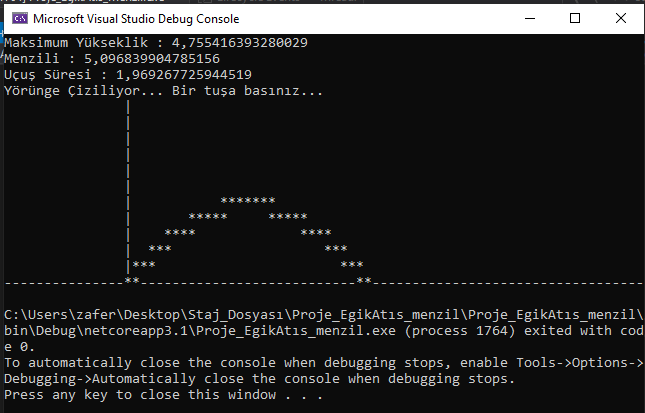 Microsoft Visual Studio Debug Console
Maksimum Yükseklik : 4,755416393280029
Menzili : 5,096839904785156
Uçuş Süresi : 1,969267725944519
Yörünge Çiziliyor... Bir tuşa basınız...
               |
               |
               |
               |
               |
               |
               |           *******
               |       *****     *****
               |    ****             ****
               |  ***                   ***
               |***                       ***
---------------**---------------------------**----------------------------------
C:\Users\zafer\Desktop\Staj_Dosyası\Proje_EgikAtıs_menzil\Proje_EgikAtıs_menzil\
bin\Debug\netcoreapp3.1\Proje_EgikAtıs_menzil.exe (process 1764) exited with cod
e 0.
To automatically close the console when debugging stops, enable Tools->Options->
Debugging->Automatically close the console when debugging stops.
Press any key to close this window . . .